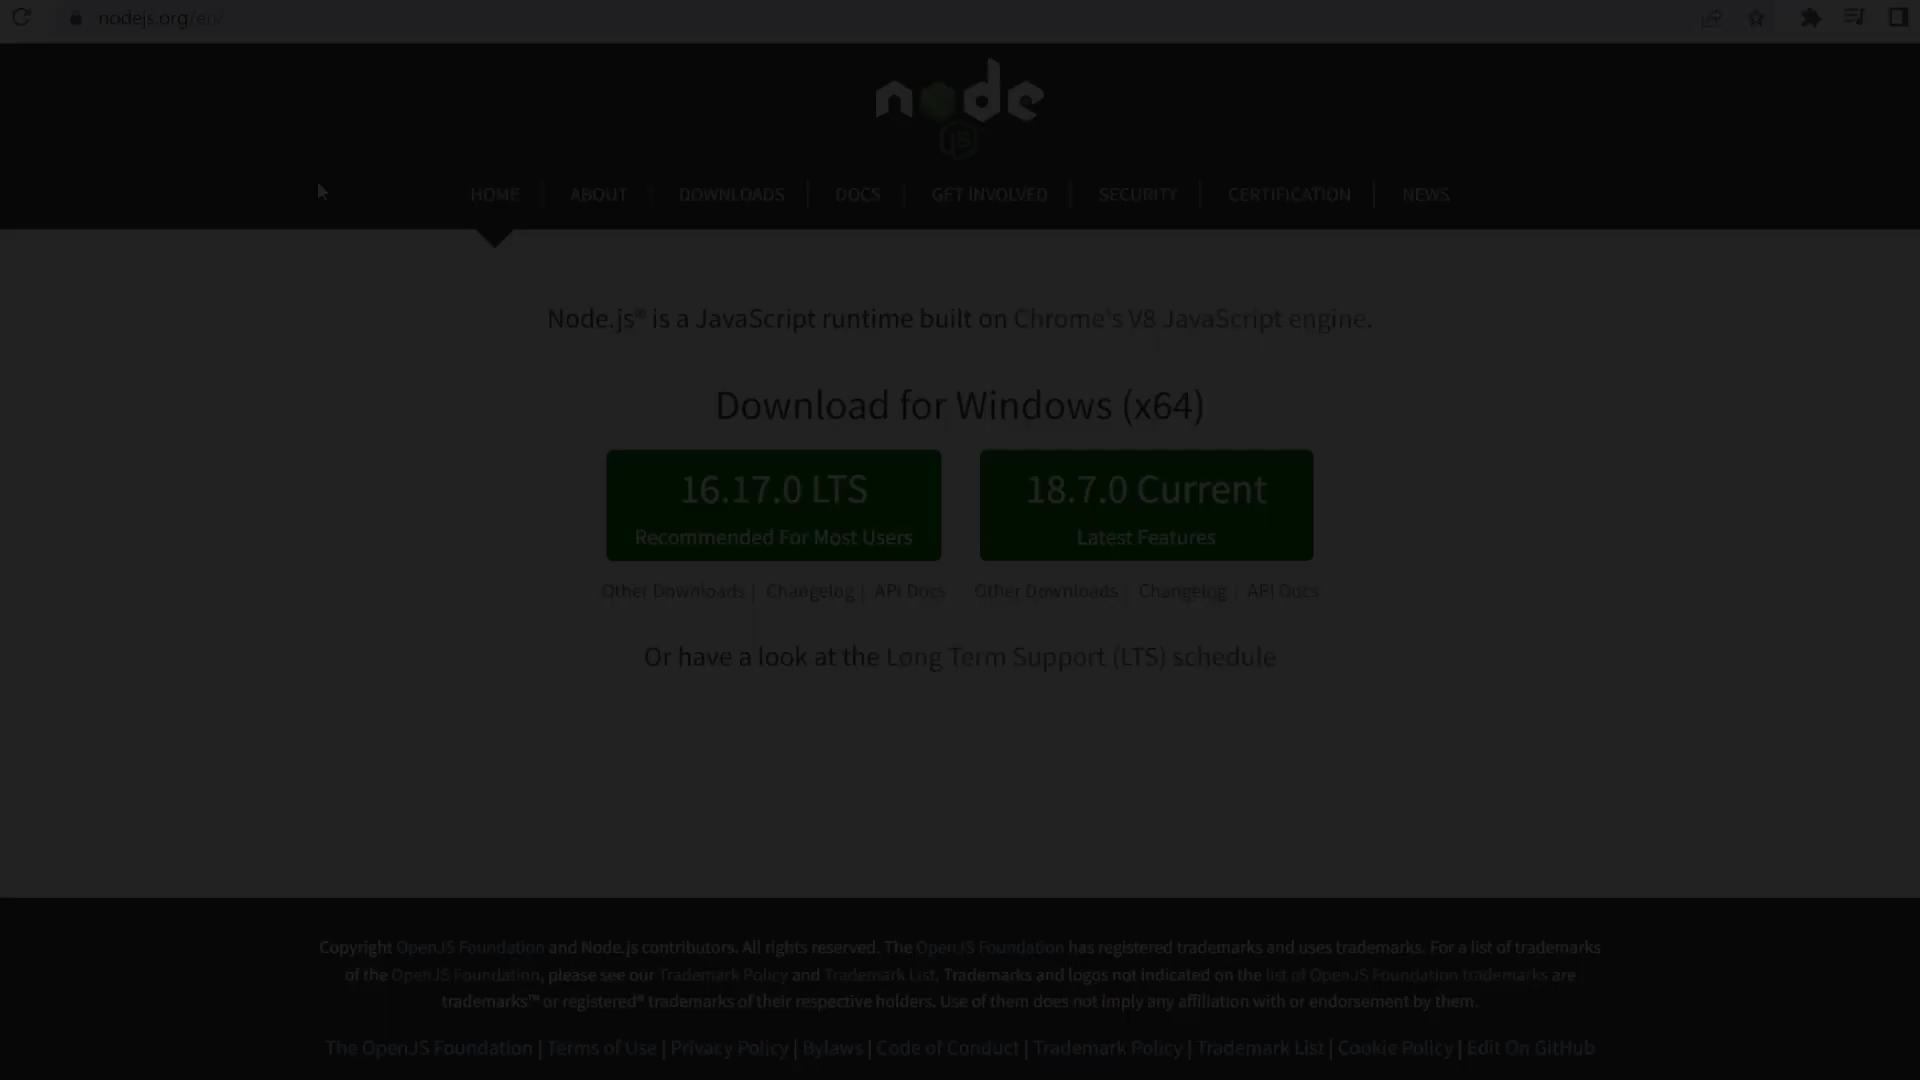 nodejs.org/en/
node
JS
HOME | ABOUT | DOWNLOADS | DOCS | GET INVOLVED | SECURITY | CERTIFICATION | NEWS
Node.js® is a JavaScript runtime built on Chrome's V8 JavaScript engine.
Download for Windows (x64)
16.17.0 LTS
Recommended For Most Users
18.7.0 Current
Latest Features
Other Downloads | Changelog | API Docs
Other Downloads | Changelog | API Docs
Or have a look at the Long Term Support (LTS) schedule
Copyright OpenJS Foundation and Node.js contributors. All rights reserved. The OpenJS Foundation has registered trademarks and uses trademarks. For a list of trademarks
of the OpenJS Foundation, please see our Trademark Policy and Trademark List. Trademarks and logos not indicated on the list of OpenJS Foundation trademarks are
trademarks™ or registered® trademarks of their respective holders. Use of them does not imply any affiliation with or endorsement by them.
The OpenJS Foundation | Terms of Use | Privacy Policy | Bylaws | Code of Conduct | Trademark Policy | Trademark List | Cookie Policy | Edit On GitHub